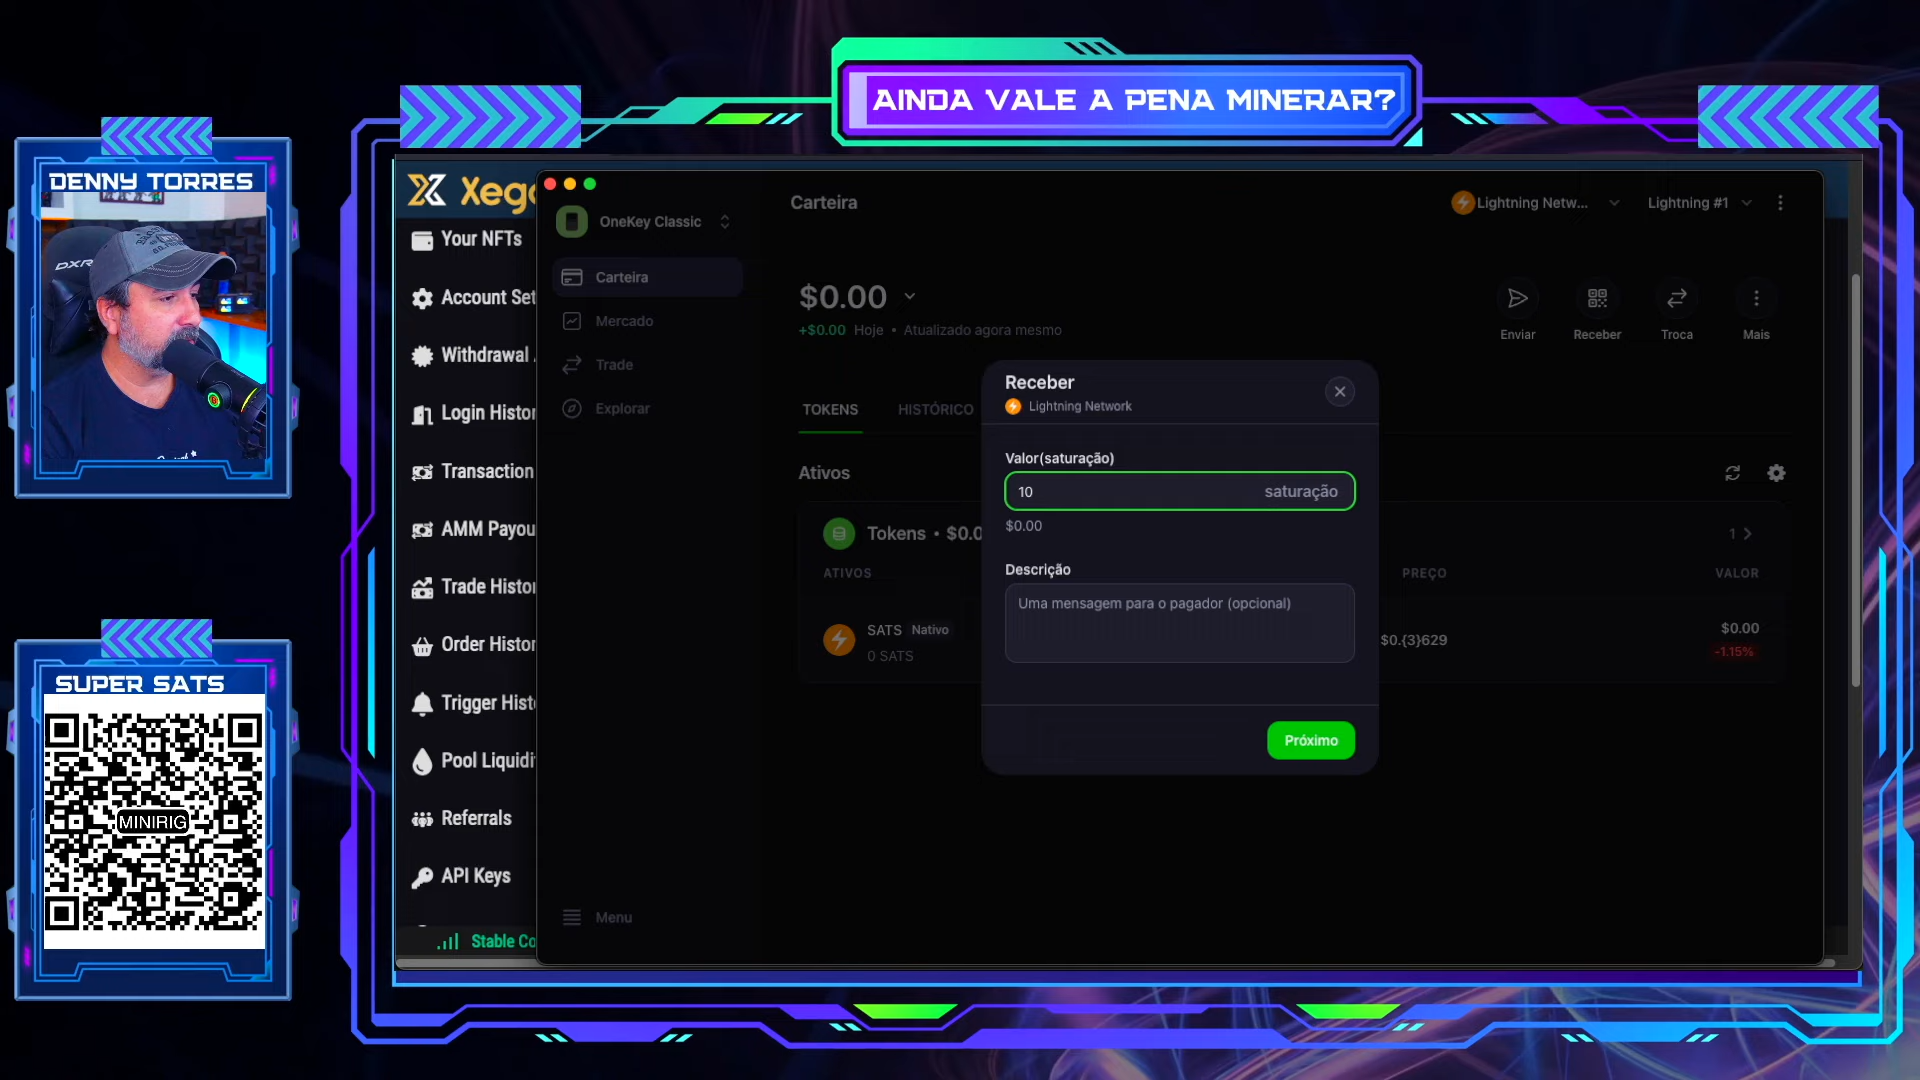 AINDA VALE A PENA MINERAR?
DENNY TORRES
DXR
SUPER SATS
MINIRIG
Your NFTs
Account Set
Withdrawal
Login Histor
Transaction
AMM Payou
Trade Histo
Order Histor
Trigger Hist
Pool Liquidi
Referrals
API Keys
Stable Co
OneKey Classic
Carteira
Mercado
Trade
Explorar
Menu
Carteira
Lightning Netw...
Lightning #1
$0.00
+$0.00 Hoje • Atualizado agora mesmo
Enviar
Receber
Troca
Mais
TOKENS
HISTÓRICO
Ativos
Tokens • $0.0
1
ATIVOS
PREÇO
VALOR
SATS Nativo
0 SATS
$0.{3}629
$0.00
-1.15%
Receber
Lightning Network
Valor(saturação)
10
saturação
$0.00
Descrição
Uma mensagem para o pagador (opcional)
Próximo